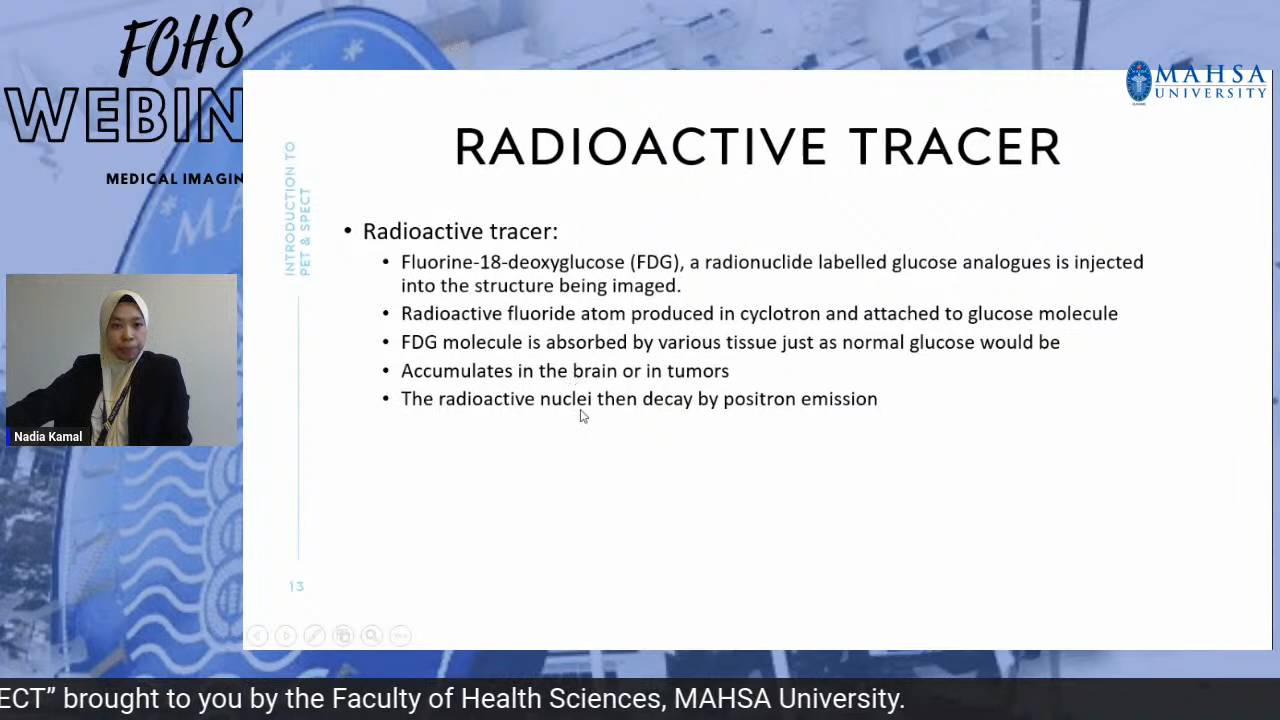 FOHS
WEBIN
MEDICAL IMAGIN
MAHSA
UNIVERSITY
RADIOACTIVE TRACER
INTRODUCTION TO
PET & SPECT
• Radioactive tracer:
• Fluorine-18-deoxyglucose (FDG), a radionuclide labelled glucose analogues is injected
into the structure being imaged.
• Radioactive fluoride atom produced in cyclotron and attached to glucose molecule
• FDG molecule is absorbed by various tissue just as normal glucose would be
• Accumulates in the brain or in tumors
• The radioactive nuclei then decay by positron emission
Nadia Kamal
13
ECT” brought to you by the Faculty of Health Sciences, MAHSA University.